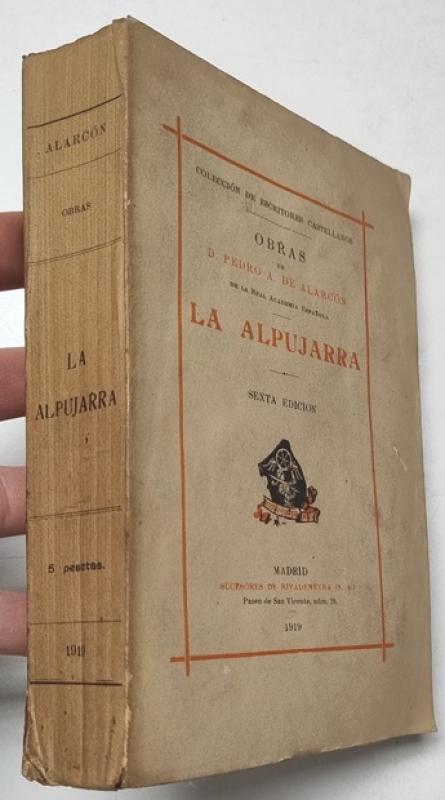 ALARCÓN
OBRAS
LA
ALPUJARRA
5 pesetas.
1919
COLECCIÓN DE ESCRITORES CASTELLANOS
OBRAS
DE
D. PEDRO A. DE ALARCÓN
DE LA REAL ACADEMIA ESPAÑOLA
LA ALPUJARRA
SEXTA EDICION
MADRID
SUCESORES DE RIVADENEYRA (S. A.)
Paseo de San Vicente, núm. 20.
1919